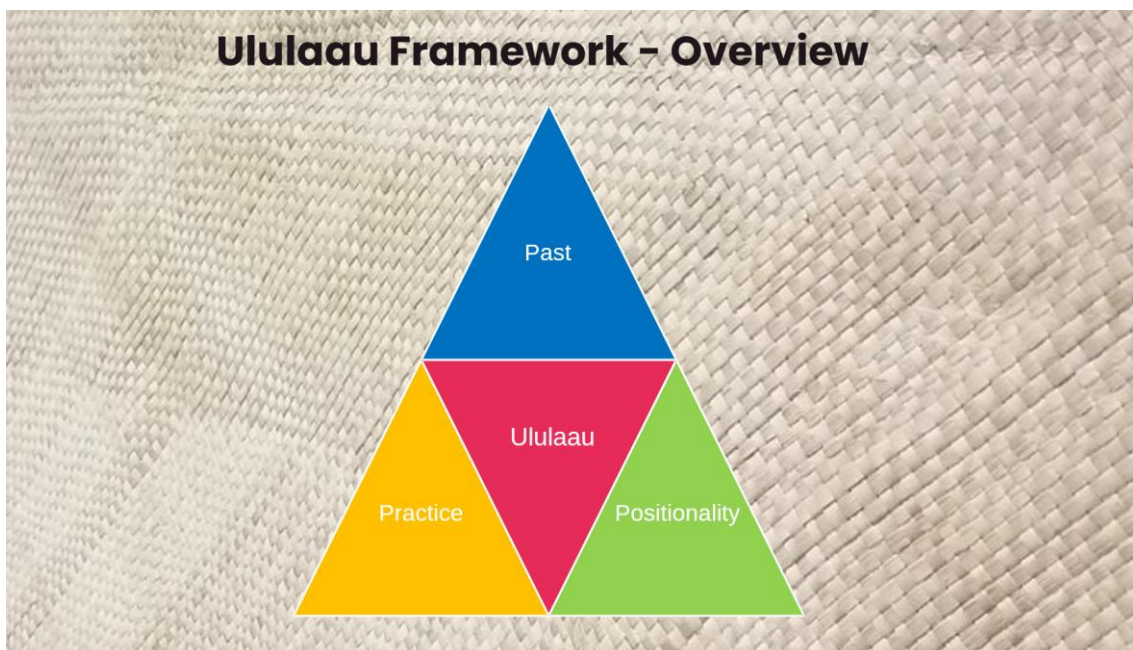 Ululaau Framework - Overview
Past
Ululaau
Practice
Positionality